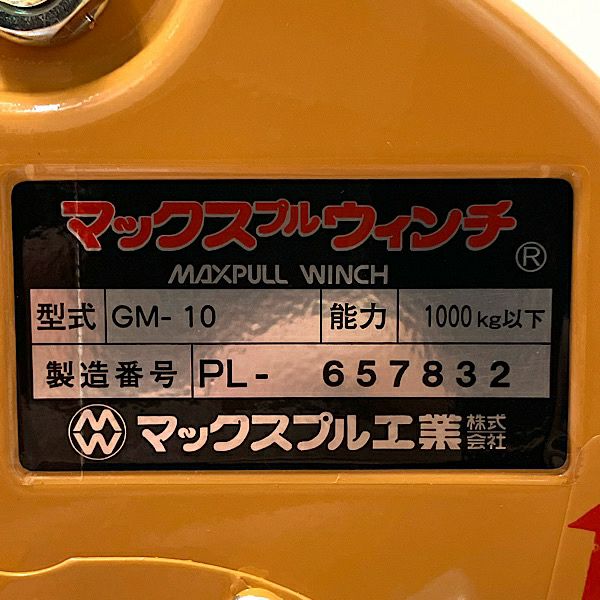 マックスプルウィンチ
MAXPULL WINCH ®
型式 GM-10 能力 1000kg以下
製造番号 PL- 657832
MW マックスプル工業株式会社